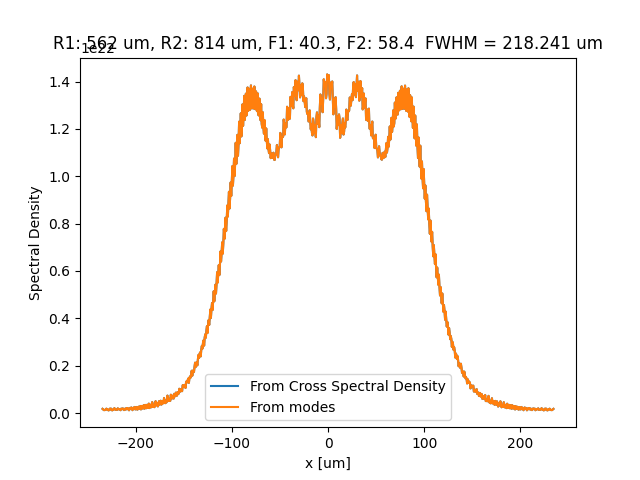 R1: 562 um, R2: 814 um, F1: 40.3, F2: 58.4  FWHM = 218.241 um
1e22
1.4
1.2
1.0
0.8
0.6
0.4
0.2
0.0
Spectral Density
From Cross Spectral Density
From modes
−200
−100
0
100
200
x [um]